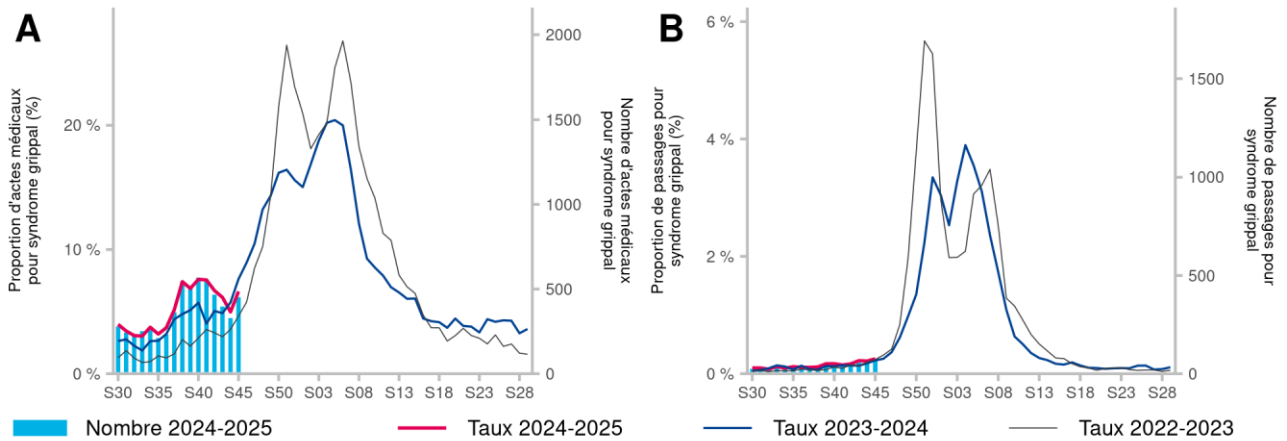 A
Proportion d'actes médicaux
pour syndrome grippal (%)
20 %
10 %
0 %
2000
1500
1000
500
0
Nombre d'actes médicaux
pour syndrome grippal
S30 S35 S40 S45 S50 S03 S08 S13 S18 S23 S28
B
Proportion de passages pour
syndrome grippal (%)
6 %
4 %
2 %
0 %
1500
1000
500
0
Nombre de passages pour
syndrome grippal
S30 S35 S40 S45 S50 S03 S08 S13 S18 S23 S28
Nombre 2024-2025 Taux 2024-2025 Taux 2023-2024 Taux 2022-2023